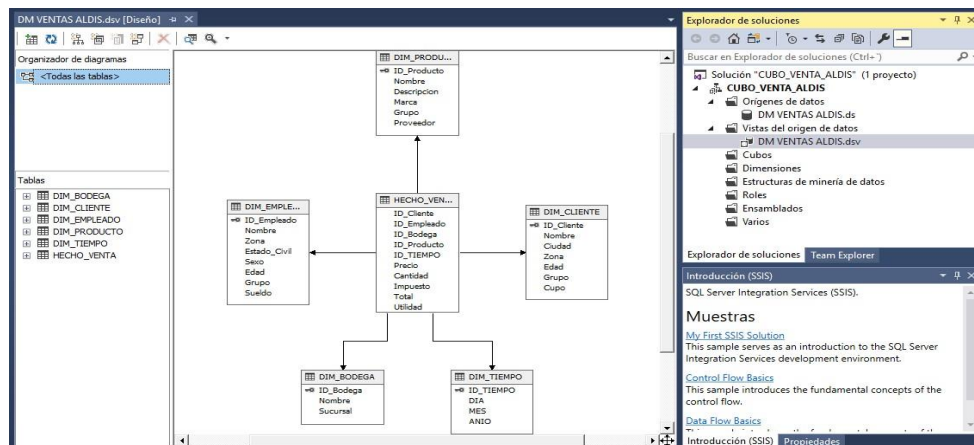 DM VENTAS ALDIS.dsv [Diseño]
Organizador de diagramas
<Todas las tablas>
Tablas
DIM_BODEGA
DIM_CLIENTE
DIM_EMPLEADO
DIM_PRODUCTO
DIM_TIEMPO
HECHO_VENTA
DIM_PRODU...
ID_Producto
Nombre
Descripcion
Marca
Grupo
Proveedor
DIM_EMPLE...
ID_Empleado
Nombre
Zona
Estado_Civil
Sexo
Edad
Grupo
Sueldo
HECHO_VEN...
ID_Cliente
ID_Empleado
ID_Bodega
ID_Producto
ID_TIEMPO
Precio
Cantidad
Impuesto
Total
Utilidad
DIM_CLIENTE
ID_Cliente
Nombre
Ciudad
Zona
Edad
Grupo
Cupo
DIM_BODEGA
ID_Bodega
Nombre
Sucursal
DIM_TIEMPO
ID_TIEMPO
DIA
MES
ANIO
Explorador de soluciones
Buscar en Explorador de soluciones (Ctrl+¨)
Solución "CUBO_VENTA_ALDIS" (1 proyecto)
CUBO_VENTA_ALDIS
Orígenes de datos
DM VENTAS ALDIS.ds
Vistas del origen de datos
DM VENTAS ALDIS.dsv
Cubos
Dimensiones
Estructuras de minería de datos
Roles
Ensamblados
Varios
Explorador de soluciones Team Explorer
Introducción (SSIS)
SQL Server Integration Services (SSIS).
Muestras
My First SSIS Solution
This sample serves as an introduction to the SQL Server
Integration Services development environment.
Control Flow Basics
This sample introduces the fundamental concepts of the
control flow.
Data Flow Basics
Introducción (SSIS) Propiedades